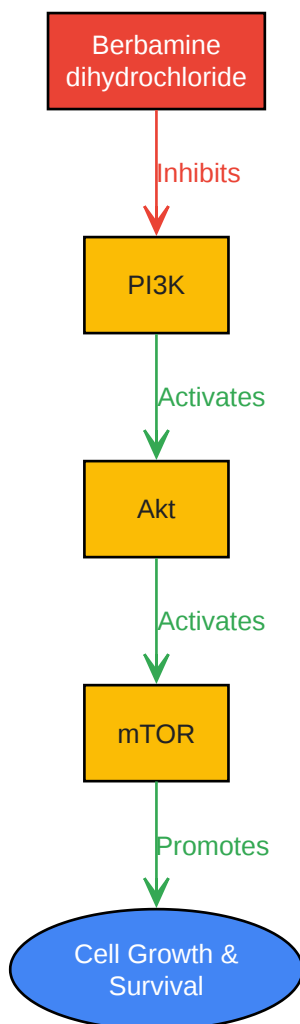 Berbamine
dihydrochloride
Inhibits
PI3K
Activates
Akt
Activates
mTOR
Promotes
Cell Growth &
Survival